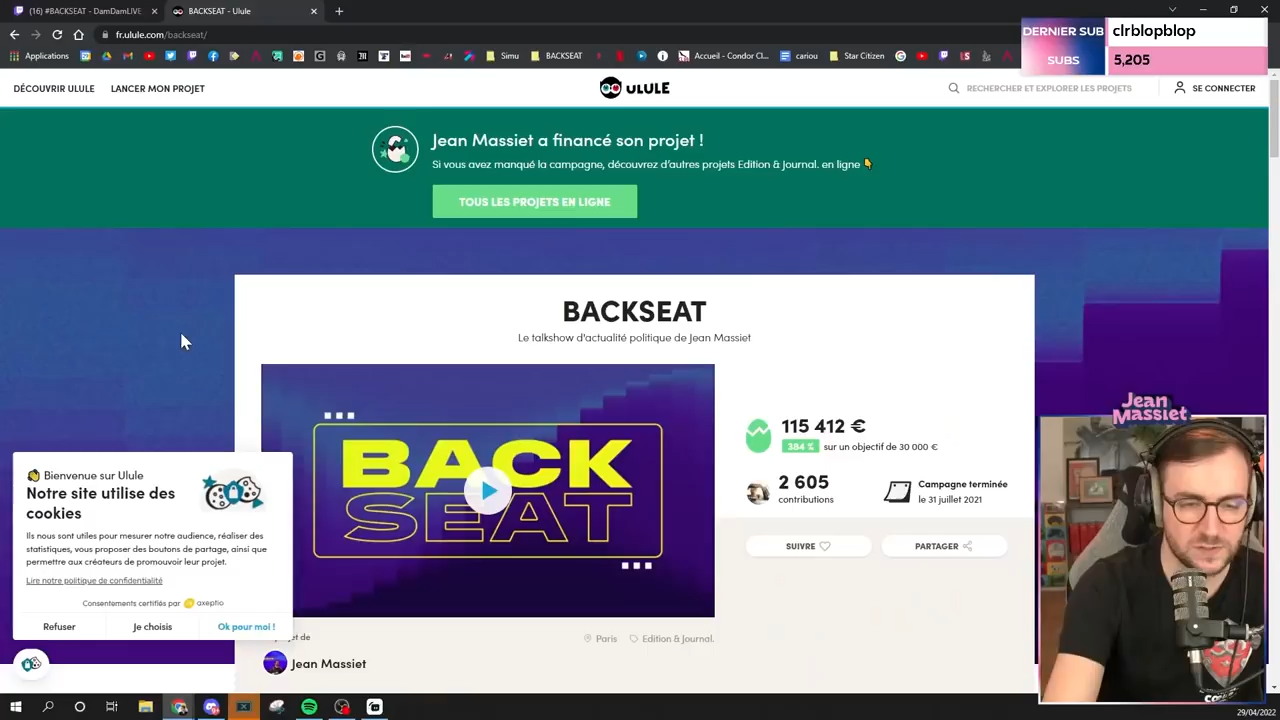 (16) #BACKSEAT - DamDamLIVE
BACKSEAT - Ulule
fr.ulule.com/backseat/
Applications
Simu
BACKSEAT
Accueil - Condor Cl...
cariou
Star Citizen
DERNIER SUB
clrblopblop
SUBS
5,205
DÉCOUVRIR ULULE
LANCER MON PROJET
ULULE
RECHERCHER ET EXPLORER LES PROJETS
SE CONNECTER
Jean Massiet a financé son projet !
Si vous avez manqué la campagne, découvrez d'autres projets Edition & Journal. en ligne
TOUS LES PROJETS EN LIGNE
BACKSEAT
Le talkshow d'actualité politique de Jean Massiet
BACK
SEAT
115 412 €
384 % sur un objectif de 30 000 €
2 605
contributions
Campagne terminée
le 31 juillet 2021
SUIVRE
PARTAGER
Bienvenue sur Ulule
Notre site utilise des
cookies
Ils nous sont utiles pour mesurer notre audience, réaliser des
statistiques, vous proposer des boutons de partage, ainsi que
permettre aux créateurs de promouvoir leur projet.
Lire notre politique de confidentialité
Consentements certifiés par axeptio
Refuser
Je choisis
Ok pour moi !
jet de
Jean Massiet
Paris
Edition & Journal.
Jean
Massiet
29/04/2022